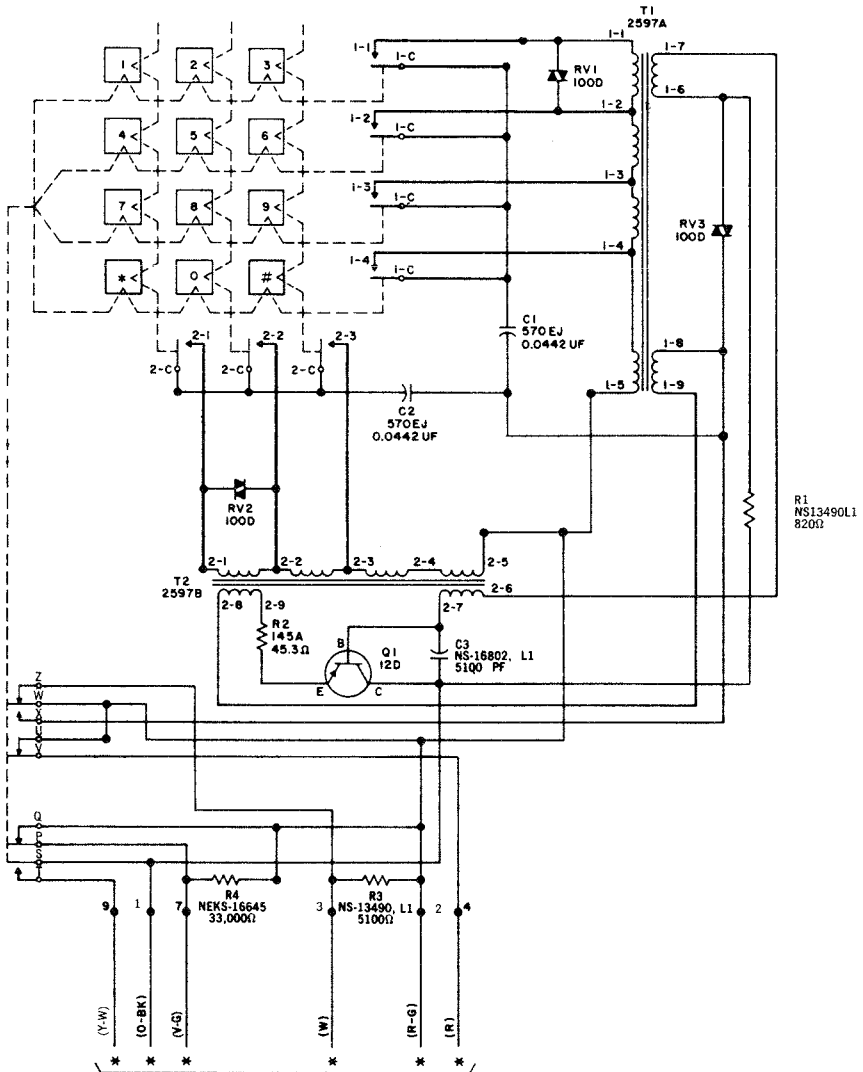 T1
2597A
1-1
1-7
1 2 3
1-1
1-C
RV1
100D
1-6
1-2
1-2
1-C
4 5 6
1-3
1-3
1-C
7 8 9
RV3
100D
1-4
1-4
1-C
* 0 #
C1
570EJ
0.0442UF
2-1 2-2 2-3
1-8
2-C 2-C 2-C
1-5
1-9
C2
570EJ
0.0442UF
RV2
100D
R1
NS13490L1
820Ω
2-1 2-2 2-3 2-4 2-5
T2
2597B
2-6
2-8 2-9 2-7
R2
145A
45.3Ω
B
Q1
12D
C3
NS-16802, L1
5100 PF
E C
Z
W
X
U
V
Q
P
S
R4
NEKS-16645
33,000Ω
R3
NS-13490, L1
5100Ω
9 1 7 3 2 4
(Y-W) (O-BK) (V-G) (W) (R-G) (R)
* * * * * *